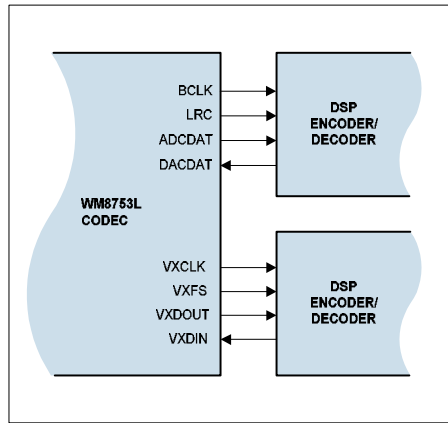 BCLK
LRC
ADCDAT
DACDAT
DSP
ENCODER/
DECODER
WM8753L
CODEC
VXCLK
VXFS
VXDOUT
VXDIN
DSP
ENCODER/
DECODER